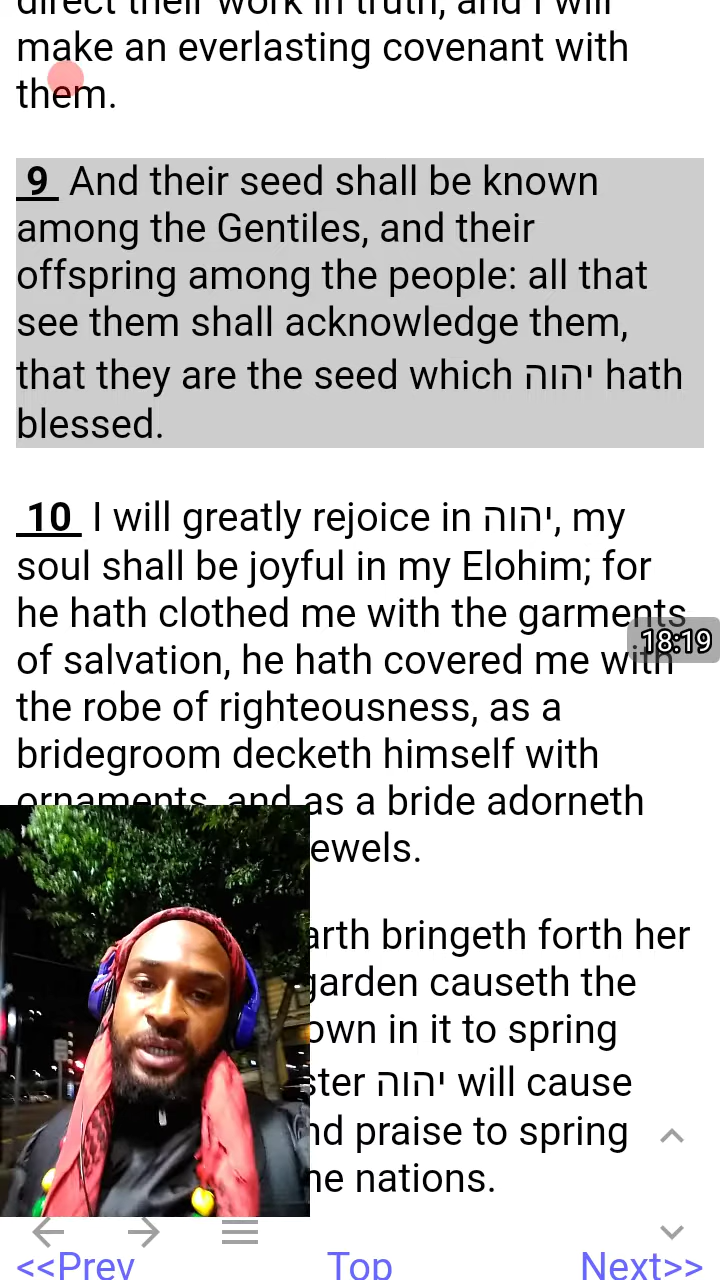 direct their work in truth, and I will
make an everlasting covenant with
them.
9 And their seed shall be known
among the Gentiles, and their
offspring among the people: all that
see them shall acknowledge them,
that they are the seed which יהוה hath
blessed.
10 I will greatly rejoice in יהוה, my
soul shall be joyful in my Elohim; for
he hath clothed me with the garments
of salvation, he hath covered me with
18:19
the robe of righteousness, as a
bridegroom decketh himself with
ornaments, and as a bride adorneth
ewels.
arth bringeth forth her
garden causeth the
own in it to spring
ster יהוה will cause
nd praise to spring
he nations.
<<Prev Top Next>>